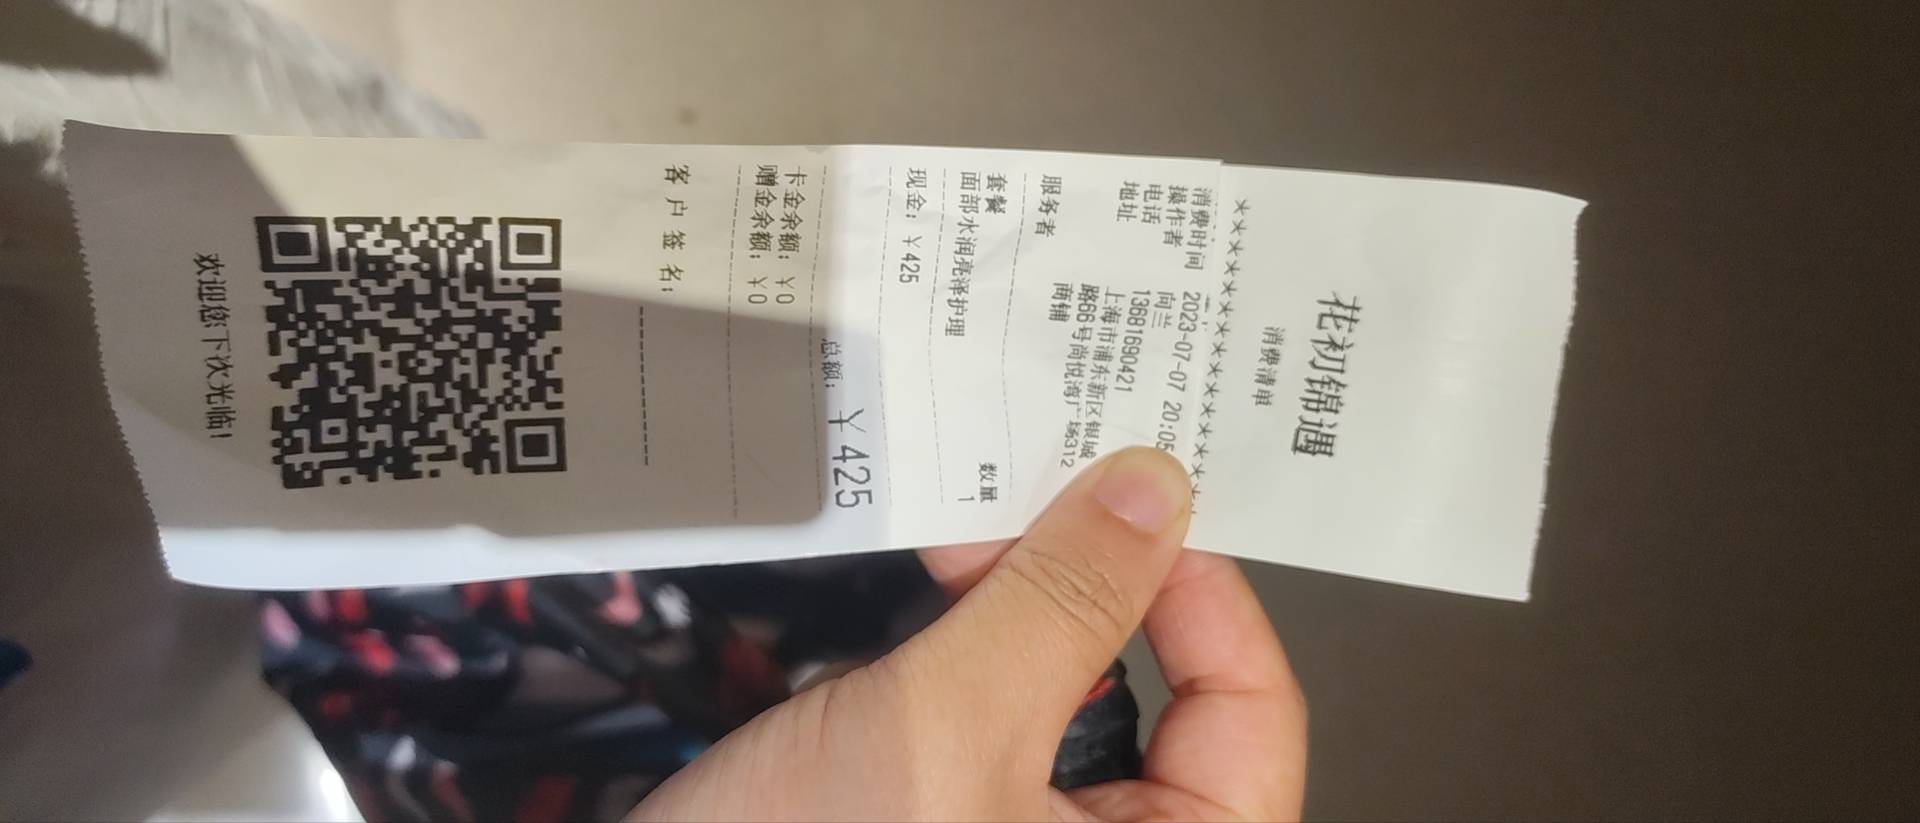 花初锦遇
消费清单
******************
消费时间 2023-07-07 20:05
操作者 向兰
电话 13681690421
地址 上海市浦东新区银城
路66号尚悦湾广场312
商铺
服务者
套餐 数量
面部水润亮泽护理 1
现金：￥425
总额：￥425
卡金余额：￥0
赠金余额：￥0
客户签名：
欢迎您下次光临！